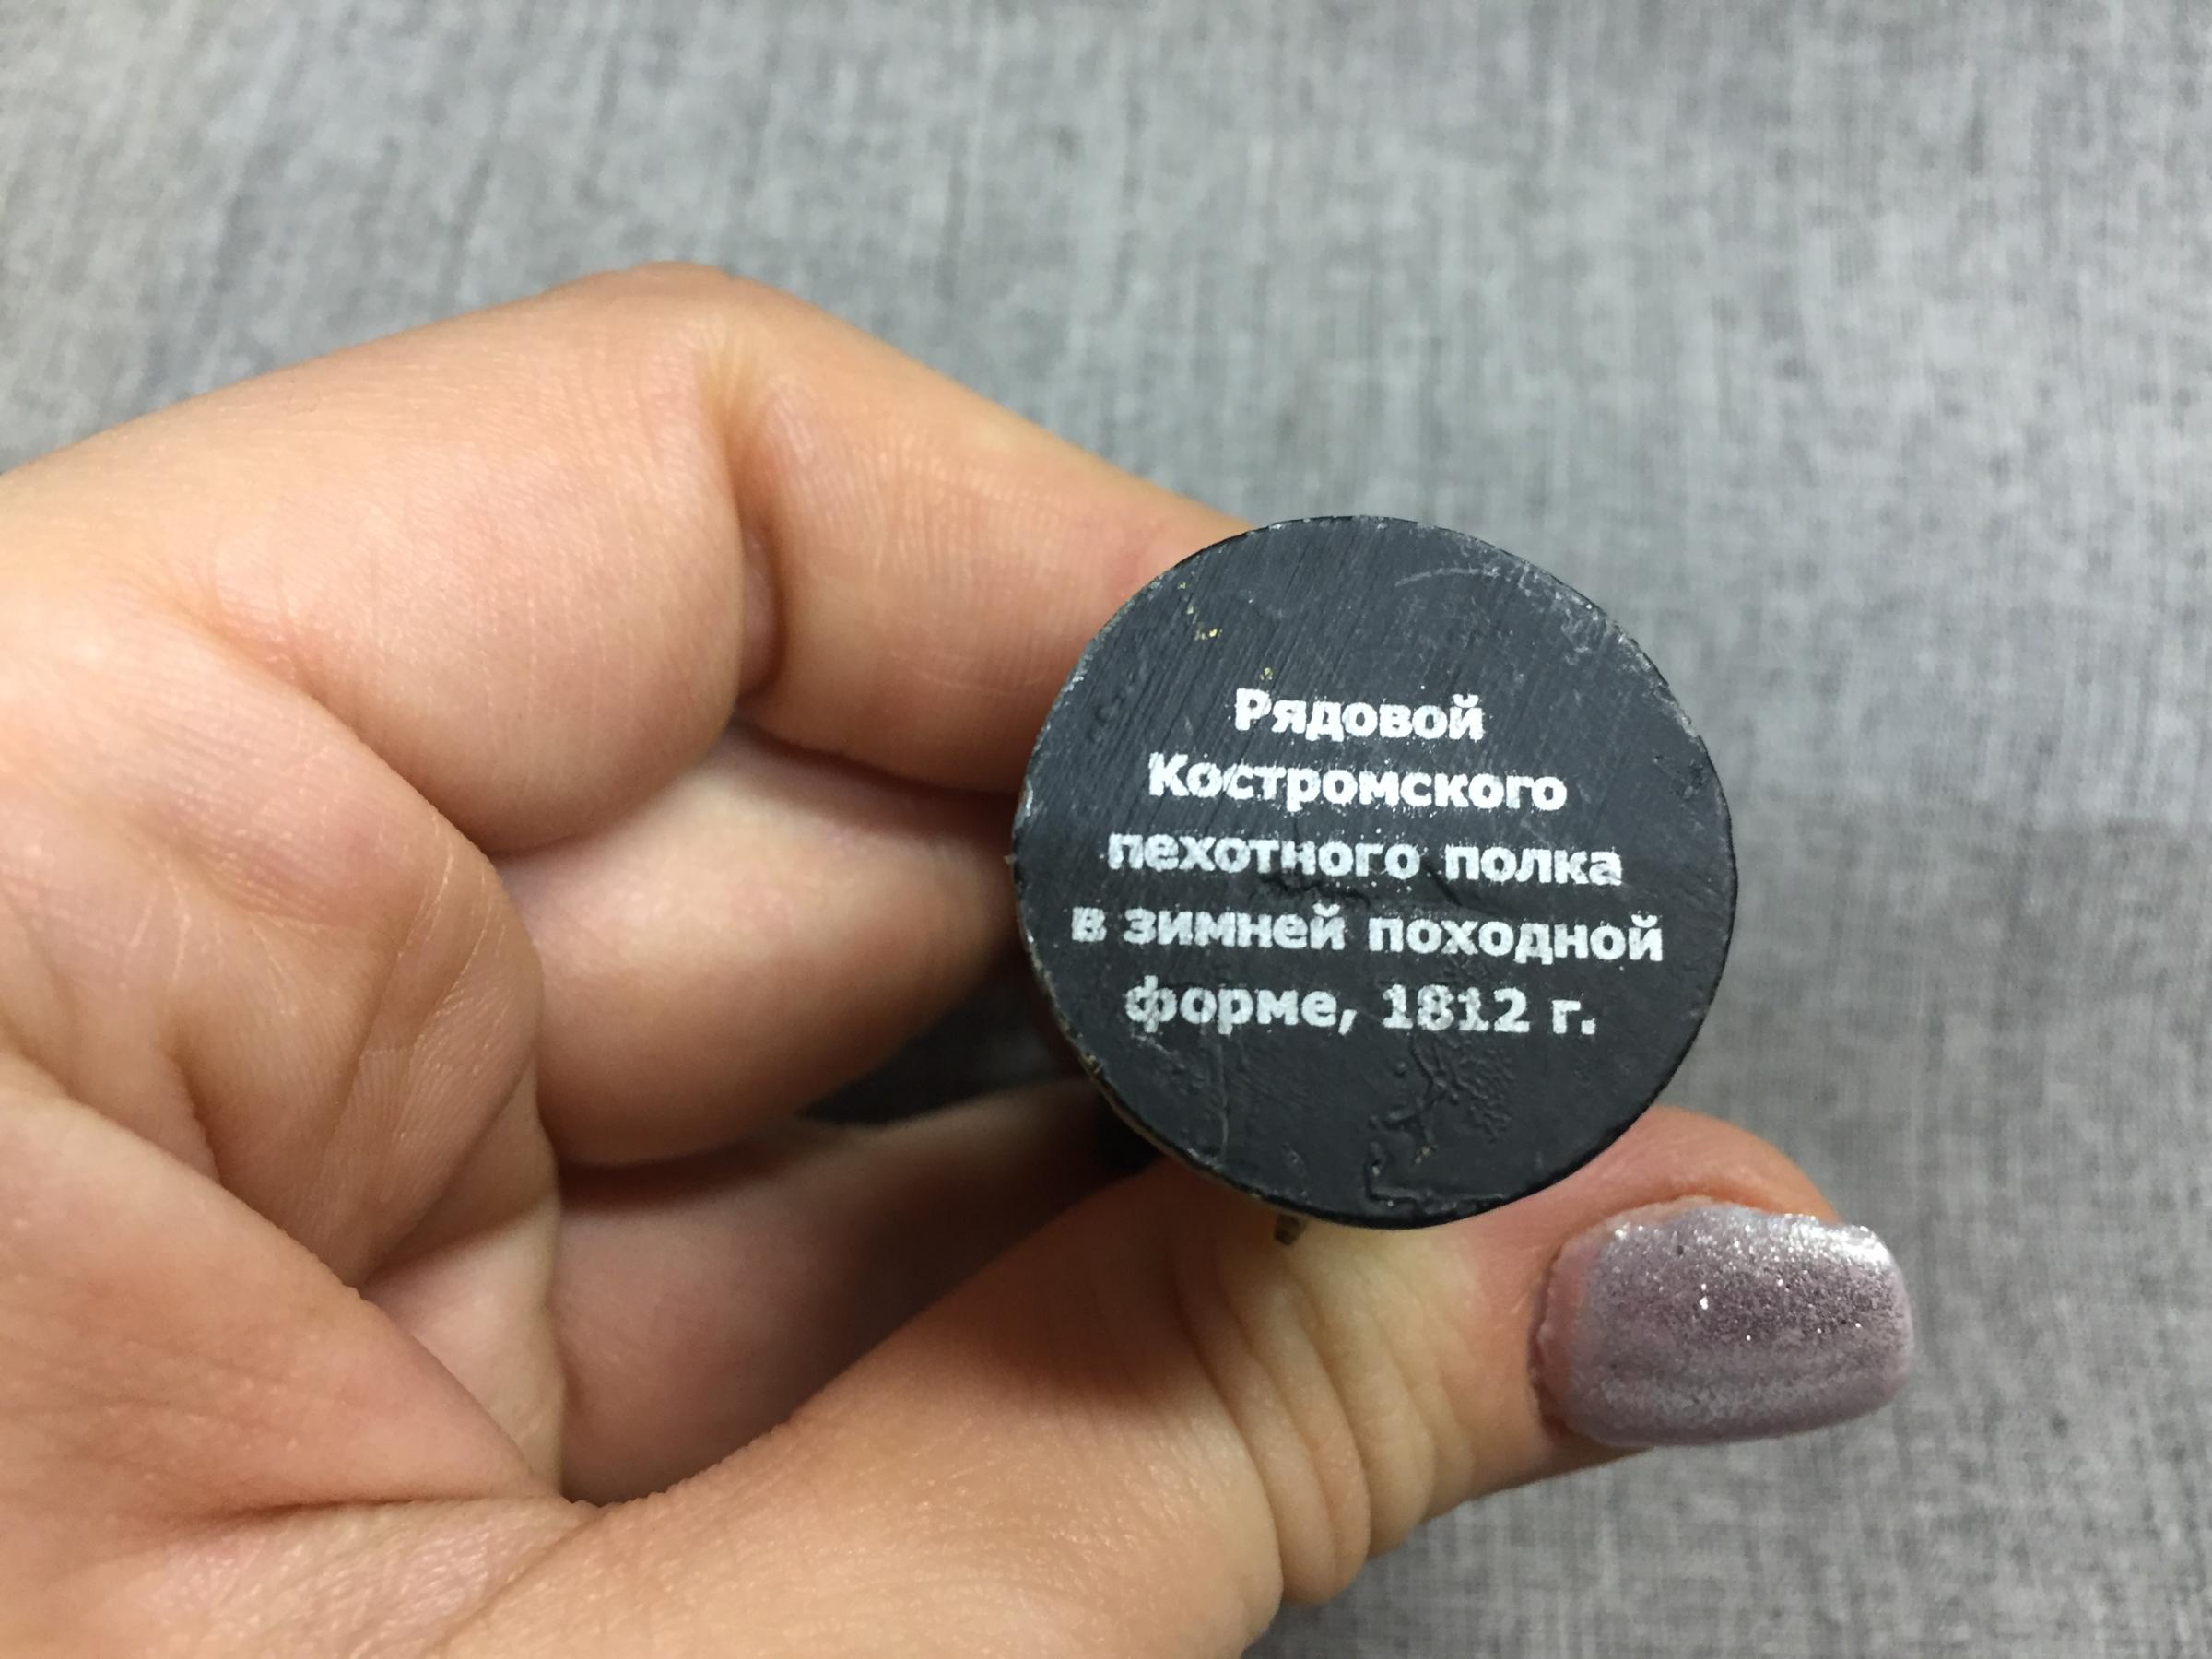 Рядовой
Костромского
пехотного полка
в зимней походной
форме, 1812 г.